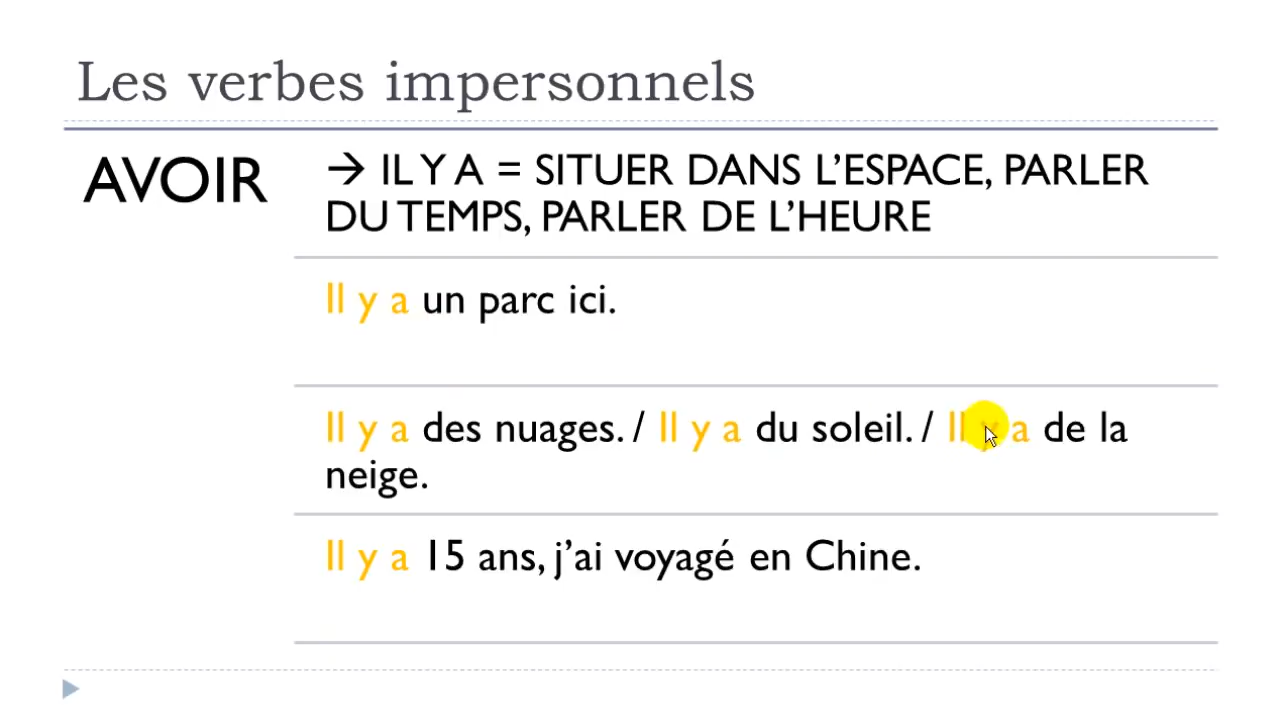 Les verbes impersonnels
AVOIR
→ IL Y A = SITUER DANS L’ESPACE, PARLER
DU TEMPS, PARLER DE L’HEURE
Il y a un parc ici.
Il y a des nuages. / Il y a du soleil. / Il y a de la
neige.
Il y a 15 ans, j’ai voyagé en Chine.